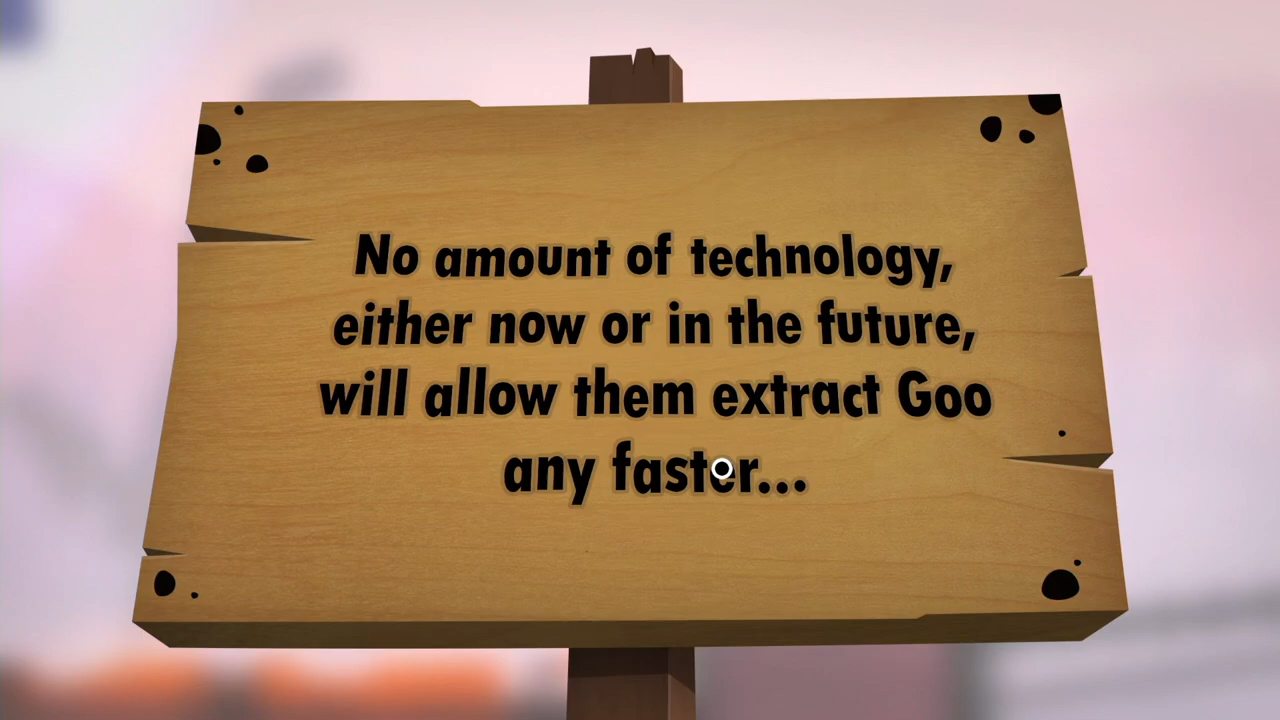 No amount of technology,
either now or in the future,
will allow them extract Goo
any faster...